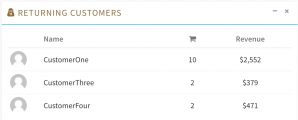 RETURNING CUSTOMERS
Name Revenue
CustomerOne 10 $2,552
CustomerThree 2 $379
CustomerFour 2 $471